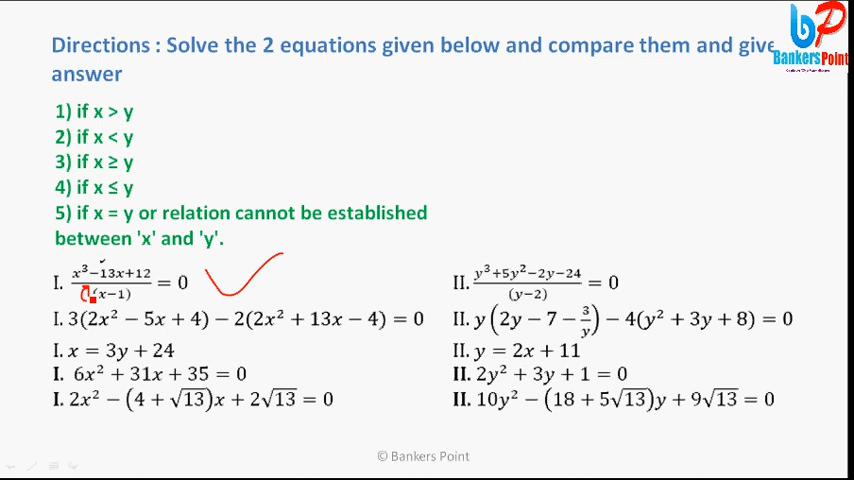 Directions : Solve the 2 equations given below and compare them and give
answer
BankersPoint
1) if x > y
2) if x < y
3) if x ≥ y
4) if x ≤ y
5) if x = y or relation cannot be established
between 'x' and 'y'.
I. (x³−13x+12)/(x−1) = 0 II. (y³+5y²−2y−24)/(y−2) = 0
I. 3(2x² − 5x + 4) − 2(2x² + 13x − 4) = 0 II. y(2y − 7 − 3/y) − 4(y² + 3y + 8) = 0
I. x = 3y + 24 II. y = 2x + 11
I. 6x² + 31x + 35 = 0 II. 2y² + 3y + 1 = 0
I. 2x² − (4 + √13)x + 2√13 = 0 II. 10y² − (18 + 5√13)y + 9√13 = 0
© Bankers Point